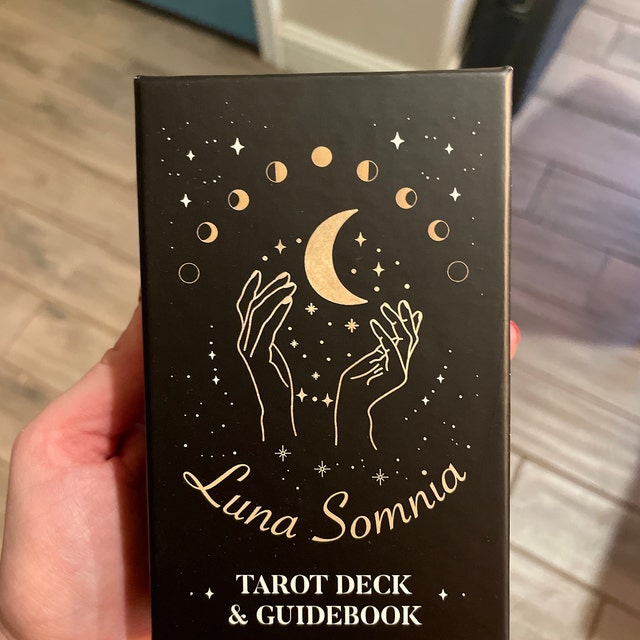 Luna Somnia
TAROT DECK
& GUIDEBOOK